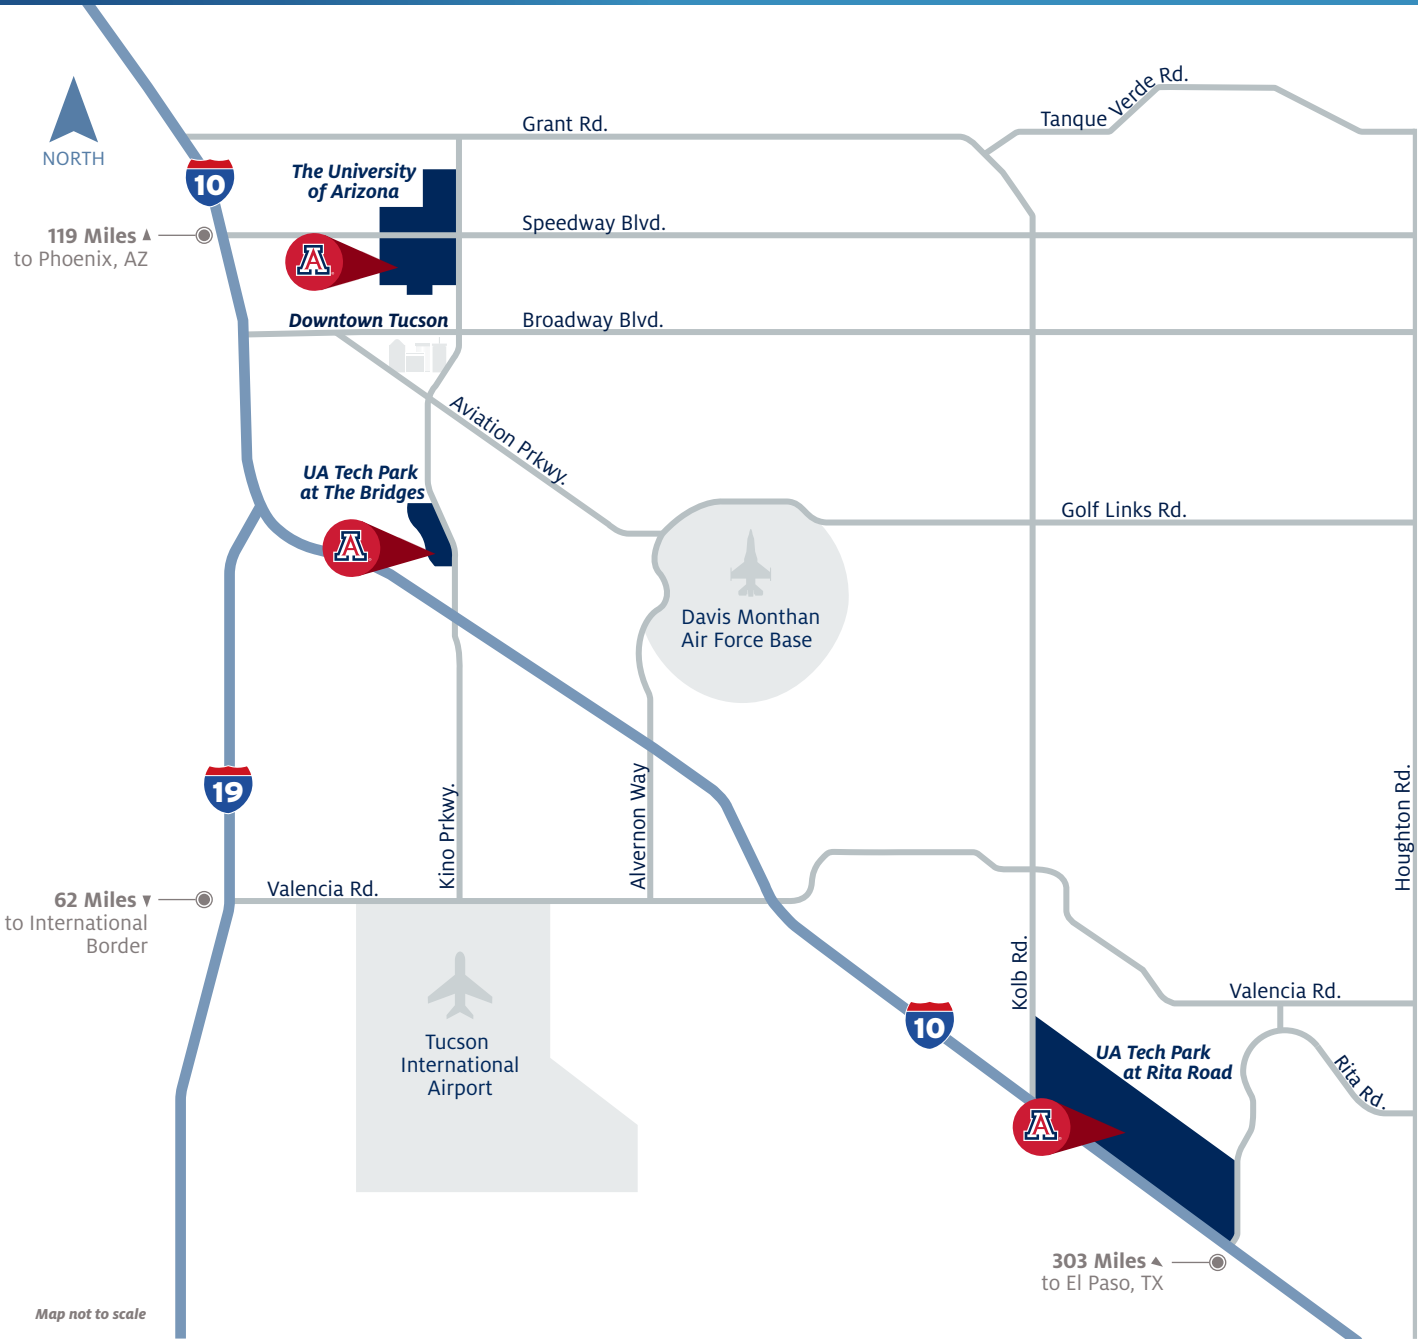 Tanque Verde Rd.
Grant Rd.
NORTH
The University
of Arizona
10
119 Miles
to Phoenix, AZ
Speedway Blvd.
A
Downtown Tucson
Broadway Blvd.
Aviation Prkwy.
UA Tech Park
at The Bridges
A
Golf Links Rd.
Davis Monthan
Air Force Base
19
Kino Prkwy.
Alvernon Way
Houghton Rd.
62 Miles
to International
Border
Valencia Rd.
Kolb Rd.
Valencia Rd.
10
Tucson
International
Airport
UA Tech Park
at Rita Road
Rita Rd.
A
303 Miles
to El Paso, TX
Map not to scale